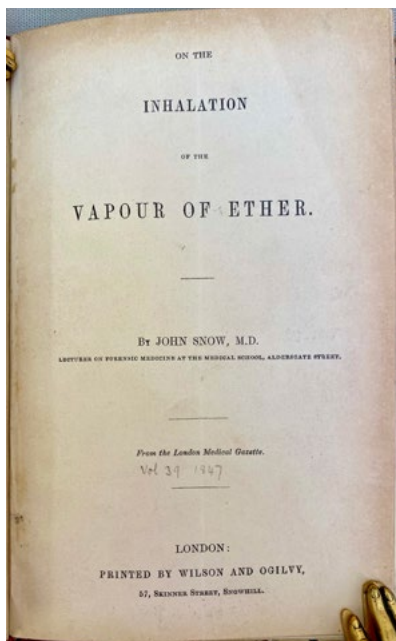 ON THE
INHALATION
OF THE
VAPOUR OF ETHER.
By JOHN SNOW, M.D.
LECTURER ON FORENSIC MEDICINE AT THE MEDICAL SCHOOL, ALDERSGATE STREET.
From the London Medical Gazette.
Vol 39 1847
LONDON:
PRINTED BY WILSON AND OGILVY,
57, SKINNER STREET, SNOWHILL.